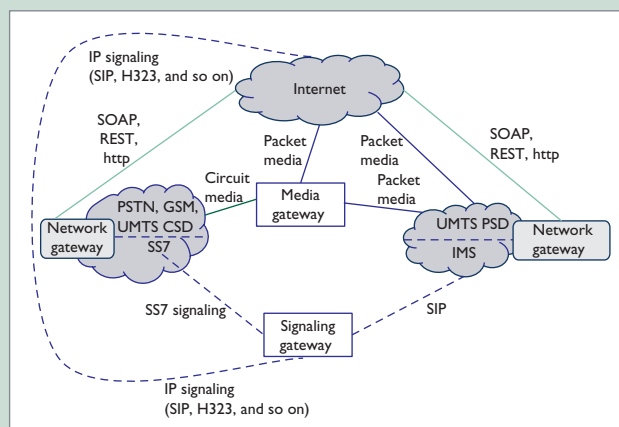 IP signaling
(SIP, H323, and so on)
Internet
SOAP,
REST,
http
SOAP,
REST, http
Packet
media
Packet
media
Packet
media
Circuit
media
Media
gateway
Network
gateway
PSTN, GSM,
UMTS CSD
SS7
UMTS PSD
IMS
Network
gateway
SS7 signaling
SIP
Signaling
gateway
IP signaling
(SIP, H323, and so on)